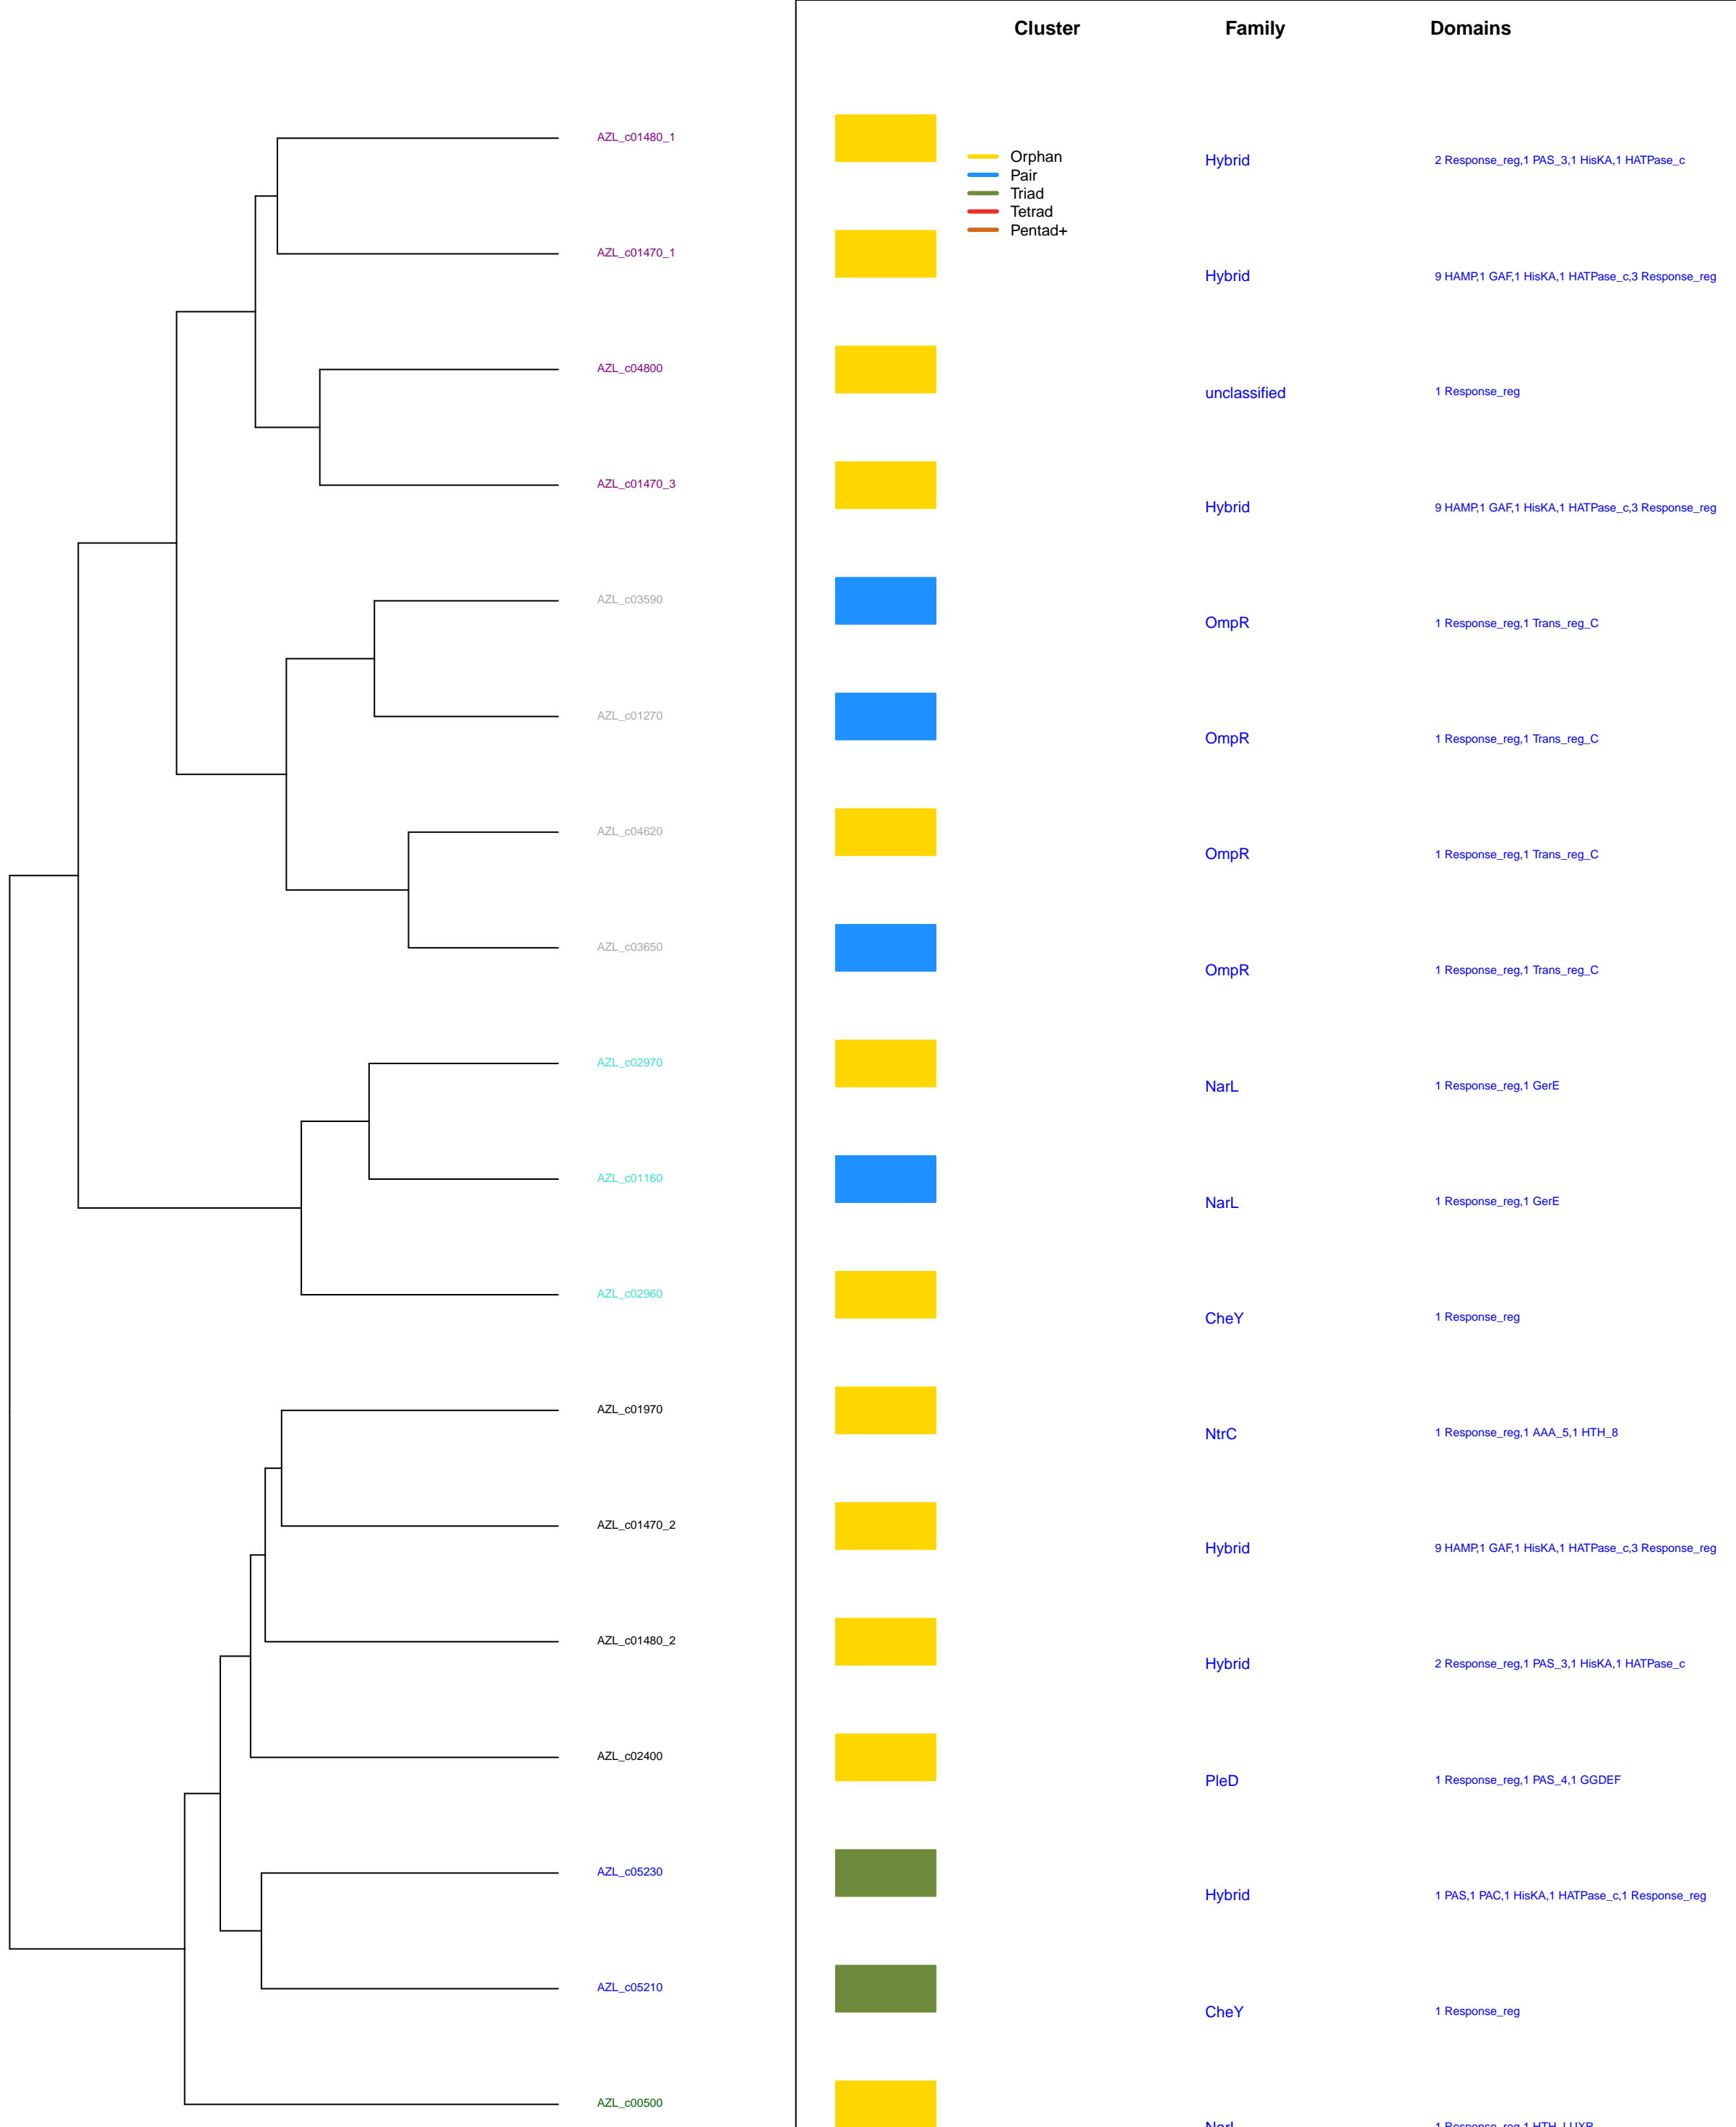 Cluster Family Domains
AZL_c01480_1
Orphan
Hybrid 2 Response_reg,1 PAS_3,1 HisKA,1 HATPase_c
Pair
Triad
Tetrad
Pentad+
AZL_c01470_1
Hybrid 9 HAMP,1 GAF,1 HisKA,1 HATPase_c,3 Response_reg
AZL_c04800
unclassified 1 Response_reg
AZL_c01470_3
Hybrid 9 HAMP,1 GAF,1 HisKA,1 HATPase_c,3 Response_reg
AZL_c03590
OmpR 1 Response_reg,1 Trans_reg_C
AZL_c01270
OmpR 1 Response_reg,1 Trans_reg_C
AZL_c04620
OmpR 1 Response_reg,1 Trans_reg_C
AZL_c03650
OmpR 1 Response_reg,1 Trans_reg_C
AZL_c02970
NarL 1 Response_reg,1 GerE
AZL_c01160
NarL 1 Response_reg,1 GerE
AZL_c02960
CheY 1 Response_reg
AZL_c01970
NtrC 1 Response_reg,1 AAA_5,1 HTH_8
AZL_c01470_2
Hybrid 9 HAMP,1 GAF,1 HisKA,1 HATPase_c,3 Response_reg
AZL_c01480_2
Hybrid 2 Response_reg,1 PAS_3,1 HisKA,1 HATPase_c
AZL_c02400
PleD 1 Response_reg,1 PAS_4,1 GGDEF
AZL_c05230
Hybrid 1 PAS,1 PAC,1 HisKA,1 HATPase_c,1 Response_reg
AZL_c05210
CheY 1 Response_reg
AZL_c00500
NarL 1 Response_reg,1 HTH_LUXR